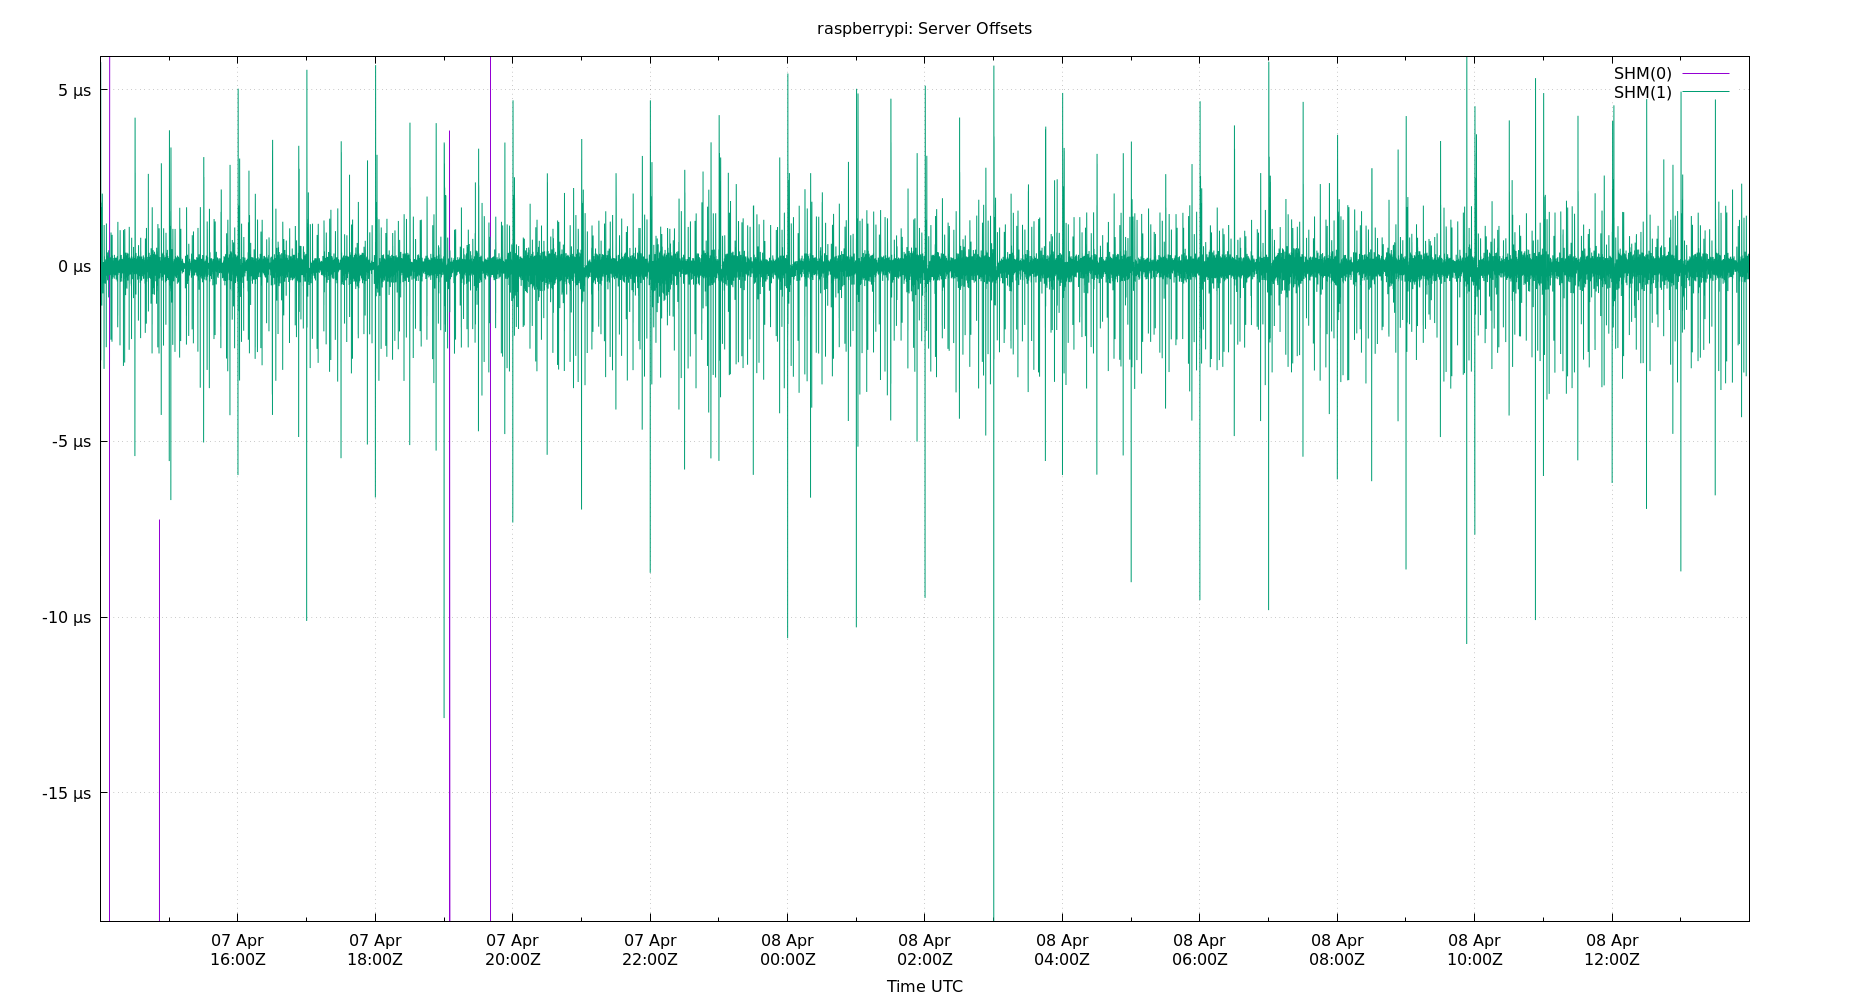 raspberrypi: Server Offsets
SHM(0)
SHM(1)
5 µs
0 µs
-5 µs
-10 µs
-15 µs
07 Apr 07 Apr 07 Apr 07 Apr 08 Apr 08 Apr 08 Apr 08 Apr 08 Apr 08 Apr 08 Apr
16:00Z 18:00Z 20:00Z 22:00Z 00:00Z 02:00Z 04:00Z 06:00Z 08:00Z 10:00Z 12:00Z
Time UTC